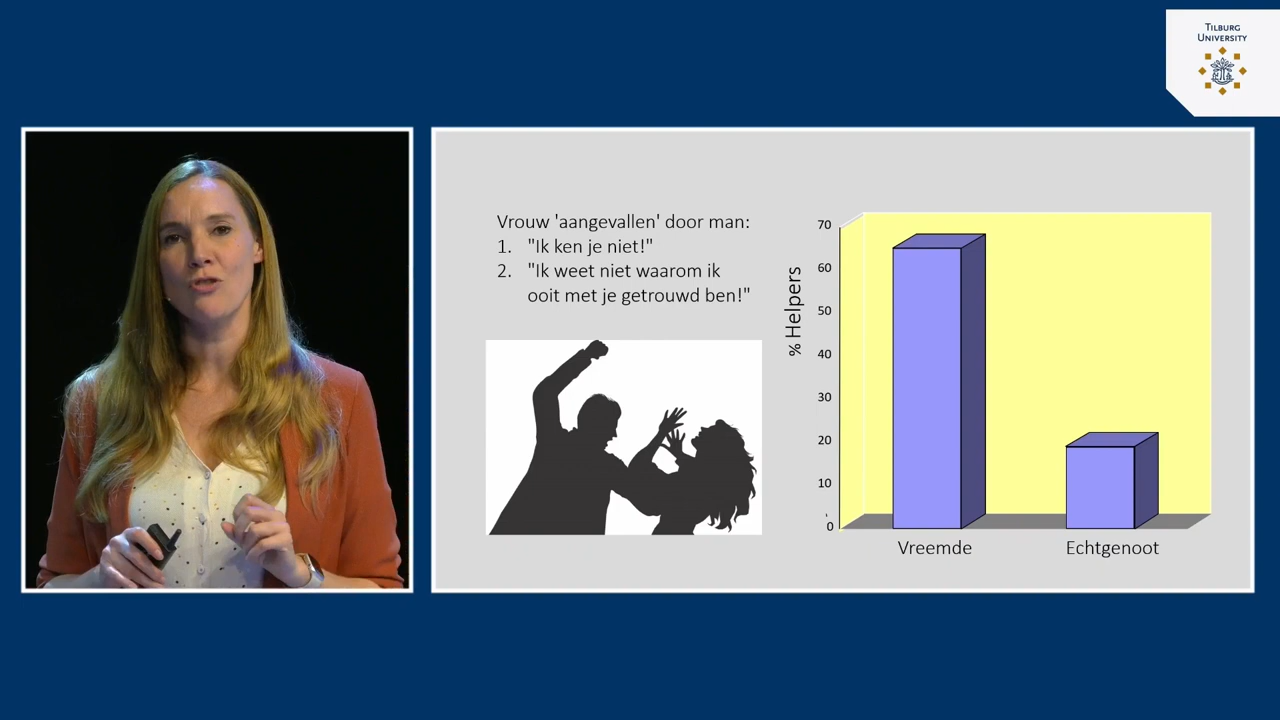 TILBURG
UNIVERSITY
Vrouw 'aangevallen' door man:
1. "Ik ken je niet!"
2. "Ik weet niet waarom ik
ooit met je getrouwd ben!"
% Helpers
70
60
50
40
30
20
10
0
Vreemde
Echtgenoot